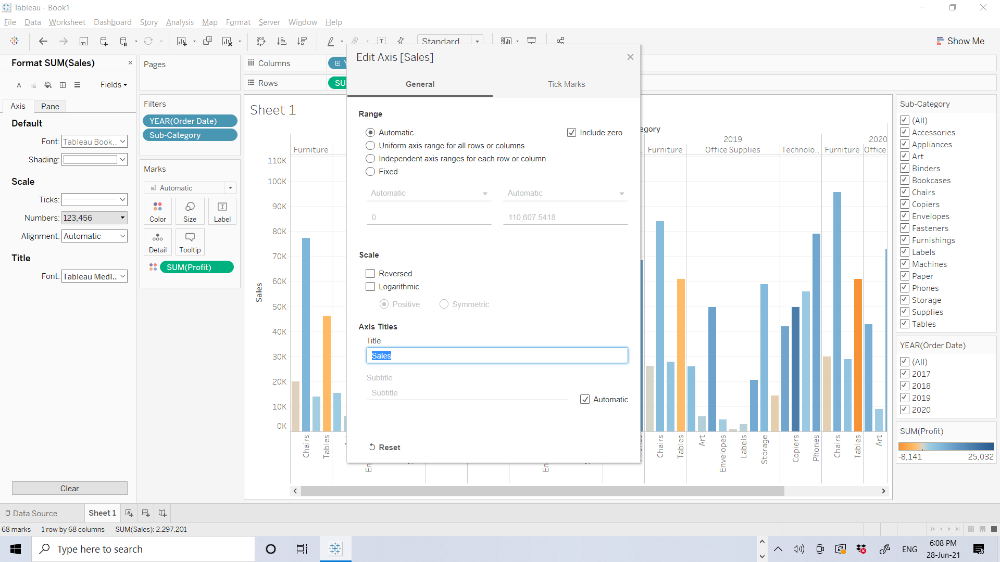 Tableau - Book1
File Data Worksheet Dashboard Story Analysis Map Format Server Window Help
Standard
Show Me
Format SUM(Sales)
Fields
Axis Pane
Default
Font: Tableau Book..
Shading:
Scale
Ticks:
Numbers: 123,456
Alignment: Automatic
Title
Font: Tableau Medi..
Clear
Pages
Filters
YEAR(Order Date)
Sub-Category
Marks
Automatic
Color Size Label
Detail Tooltip
SUM(Profit)
Columns
Rows
SU
Sheet 1
egory
2019 2020
Furniture Furniture Office Supplies Technolo.. Furniture Office
110K
100K
90K
80K
70K
60K
50K
40K
30K
20K
10K
0K
Sales
Chairs Tables En En Chairs Tables Art Envelopes Labels Storage Copiers Phones Chairs Tables Art
Edit Axis [Sales]
General Tick Marks
Range
Automatic Include zero
Uniform axis range for all rows or columns
Independent axis ranges for each row or column
Fixed
Automatic Automatic
0 110,607.5418
Scale
Reversed
Logarithmic
Positive Symmetric
Axis Titles
Title
Sales
Subtitle
Subtitle
Automatic
Reset
Sub-Category
(All)
Accessories
Appliances
Art
Binders
Bookcases
Chairs
Copiers
Envelopes
Fasteners
Furnishings
Labels
Machines
Paper
Phones
Storage
Supplies
Tables
YEAR(Order Date)
(All)
2017
2018
2019
2020
SUM(Profit)
-8,141 25,032
Data Source Sheet 1
68 marks 1 row by 68 columns SUM(Sales): 2,297,201
Type here to search
ENG
6:08 PM
28-Jun-21